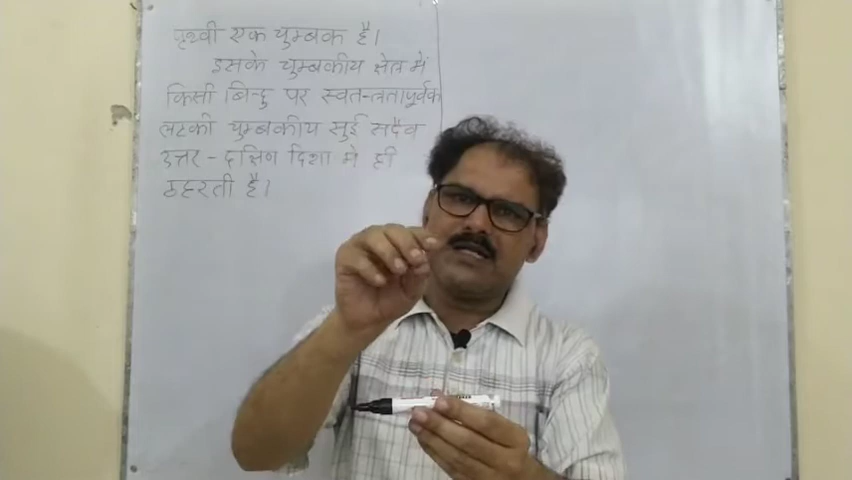 पृथ्वी एक चुम्बक है।
इसके चुम्बकीय क्षेत्र में
किसी बिन्दु पर स्वतन्त्रतापूर्वक
लटकी चुम्बकीय सुई सदैव
उत्तर - दक्षिण दिशा मे ही
ठहरती है।